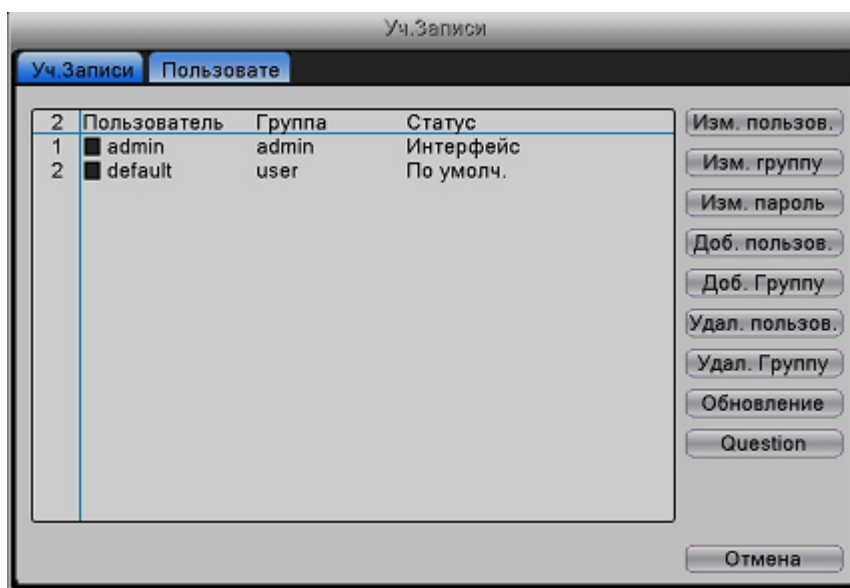 Уч.Записи
Уч.Записи Пользовате
2 Пользователь Группа Статус
1 admin admin Интерфейс
2 default user По умолч.
Изм. пользов.
Изм. группу
Изм. пароль
Доб. пользов.
Доб. Группу
Удал. пользов.
Удал. Группу
Обновление
Question
Отмена